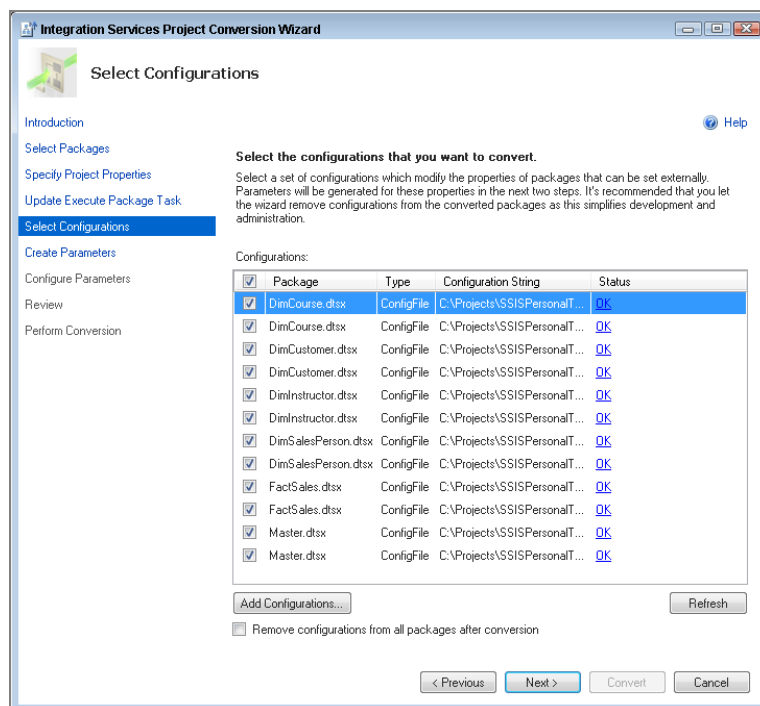 Integration Services Project Conversion Wizard
Select Configurations
Help
Introduction
Select Packages
Specify Project Properties
Update Execute Package Task
Select Configurations
Create Parameters
Configure Parameters
Review
Perform Conversion
Select the configurations that you want to convert.
Select a set of configurations which modify the properties of packages that can be set externally.
Parameters will be generated for these properties in the next two steps. It's recommended that you let
the wizard remove configurations from the converted packages as this simplifies development and
administration.
Configurations:
Package Type Configuration String Status
DimCourse.dtsx ConfigFile C:\Projects\SSISPersonalT... OK
DimCourse.dtsx ConfigFile C:\Projects\SSISPersonalT... OK
DimCustomer.dtsx ConfigFile C:\Projects\SSISPersonalT... OK
DimCustomer.dtsx ConfigFile C:\Projects\SSISPersonalT... OK
DimInstructor.dtsx ConfigFile C:\Projects\SSISPersonalT... OK
DimInstructor.dtsx ConfigFile C:\Projects\SSISPersonalT... OK
DimSalesPerson.dtsx ConfigFile C:\Projects\SSISPersonalT... OK
DimSalesPerson.dtsx ConfigFile C:\Projects\SSISPersonalT... OK
FactSales.dtsx ConfigFile C:\Projects\SSISPersonalT... OK
FactSales.dtsx ConfigFile C:\Projects\SSISPersonalT... OK
Master.dtsx ConfigFile C:\Projects\SSISPersonalT... OK
Master.dtsx ConfigFile C:\Projects\SSISPersonalT... OK
Add Configurations... Refresh
Remove configurations from all packages after conversion
< Previous Next > Convert Cancel